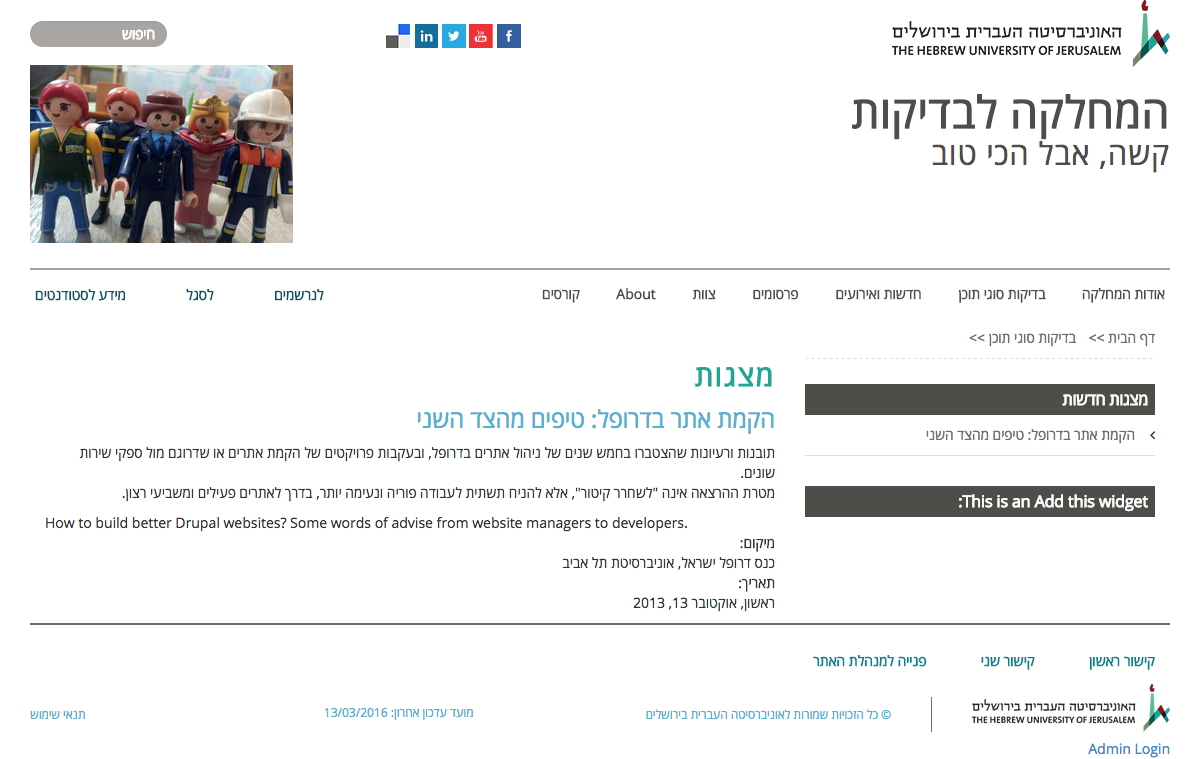 האוניברסיטה העברית בירושלים
THE HEBREW UNIVERSITY OF JERUSALEM
חיפוש
המחלקה לבדיקות
קשה, אבל הכי טוב
אודות המחלקה
בדיקות סוגי תוכן
חדשות ואירועים
פרסומים
צוות
About
קורסים
לנרשמים
לסגל
מידע לסטודנטים
דף הבית >> בדיקות סוגי תוכן >>
מצגות חדשות
הקמת אתר בדרופל: טיפים מהצד השני
This is an Add this widget:
מצגות
הקמת אתר בדרופל: טיפים מהצד השני
תובנות ורעיונות שהצטברו בחמש שנים של ניהול אתרים בדרופל, ובעקבות פרויקטים של הקמת אתרים או שדרוגם מול ספקי שירות
שונים.
מטרת ההרצאה אינה "לשחרר קיטור", אלא להניח תשתית לעבודה פוריה ונעימה יותר, בדרך לאתרים פעילים ומשביעי רצון.
How to build better Drupal websites? Some words of advise from website managers to developers.
מיקום:
כנס דרופל ישראל, אוניברסיטת תל אביב
תאריך:
ראשון, אוקטובר 13, 2013
קישור ראשון
קישור שני
פנייה למנהלת האתר
האוניברסיטה העברית בירושלים
THE HEBREW UNIVERSITY OF JERUSALEM
© כל הזכויות שמורות לאוניברסיטה העברית בירושלים
מועד עדכון אחרון: 13/03/2016
תנאי שימוש
Admin Login